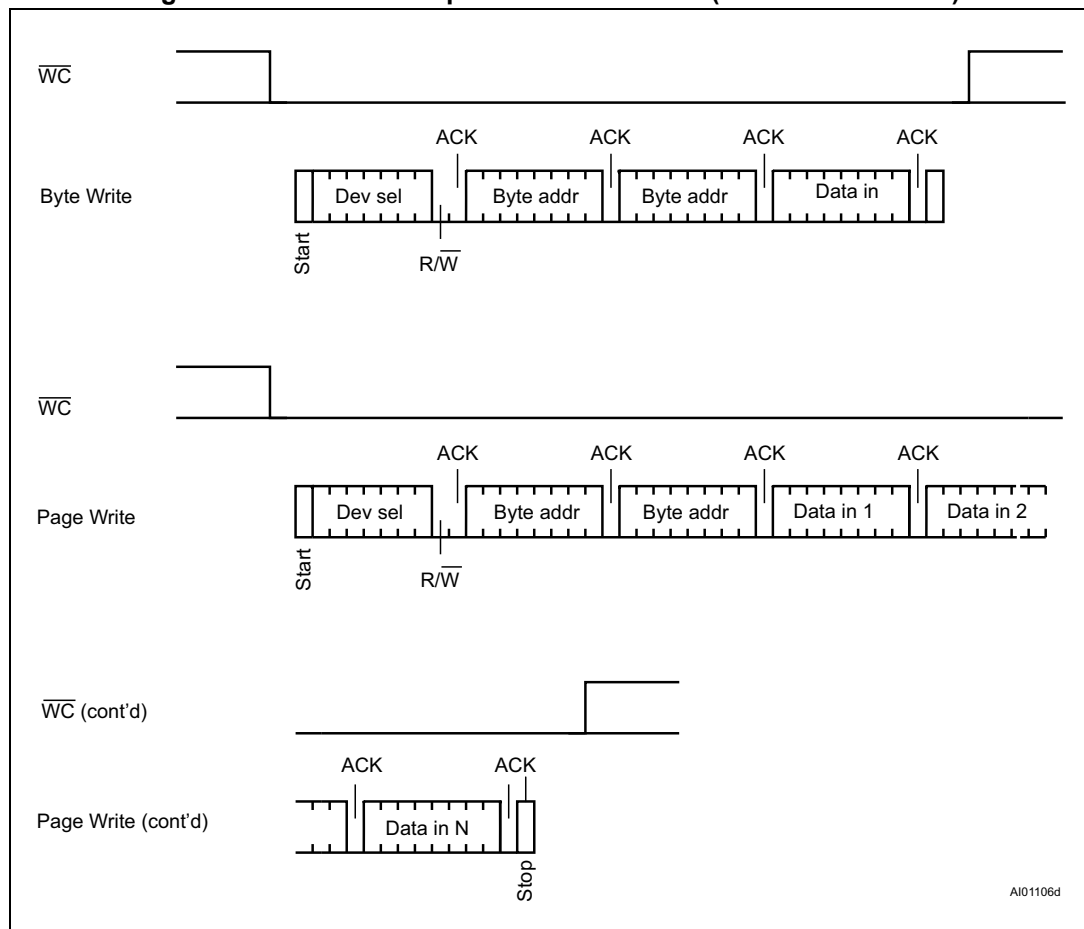 WC
ACK ACK ACK ACK
Byte Write
Dev sel Byte addr Byte addr Data in
Start
R/W
WC
ACK ACK ACK ACK
Page Write
Dev sel Byte addr Byte addr Data in 1 Data in 2
Start
R/W
WC (cont'd)
ACK ACK
Page Write (cont'd)
Data in N
Stop
AI01106d